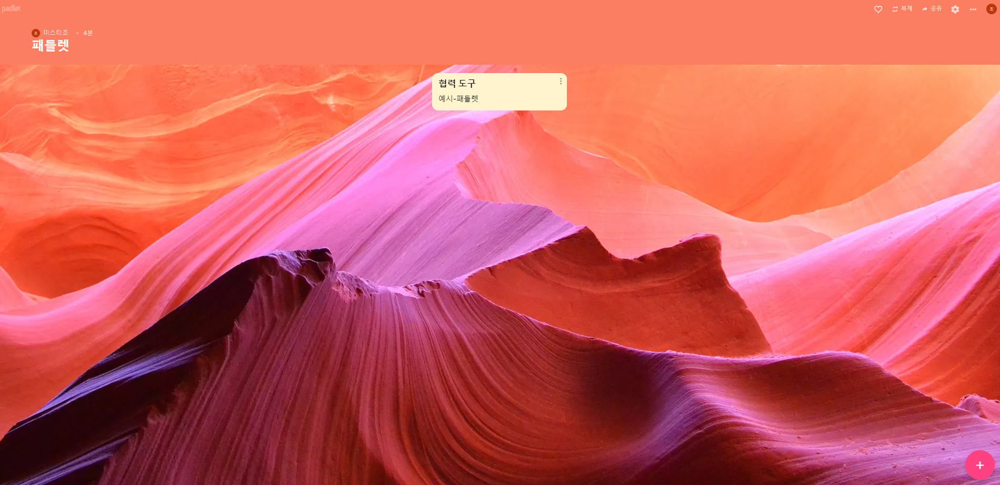 padlet
복제
공유
조
조 미스터조 • 4분
패들렛
협력 도구
예시-패들렛